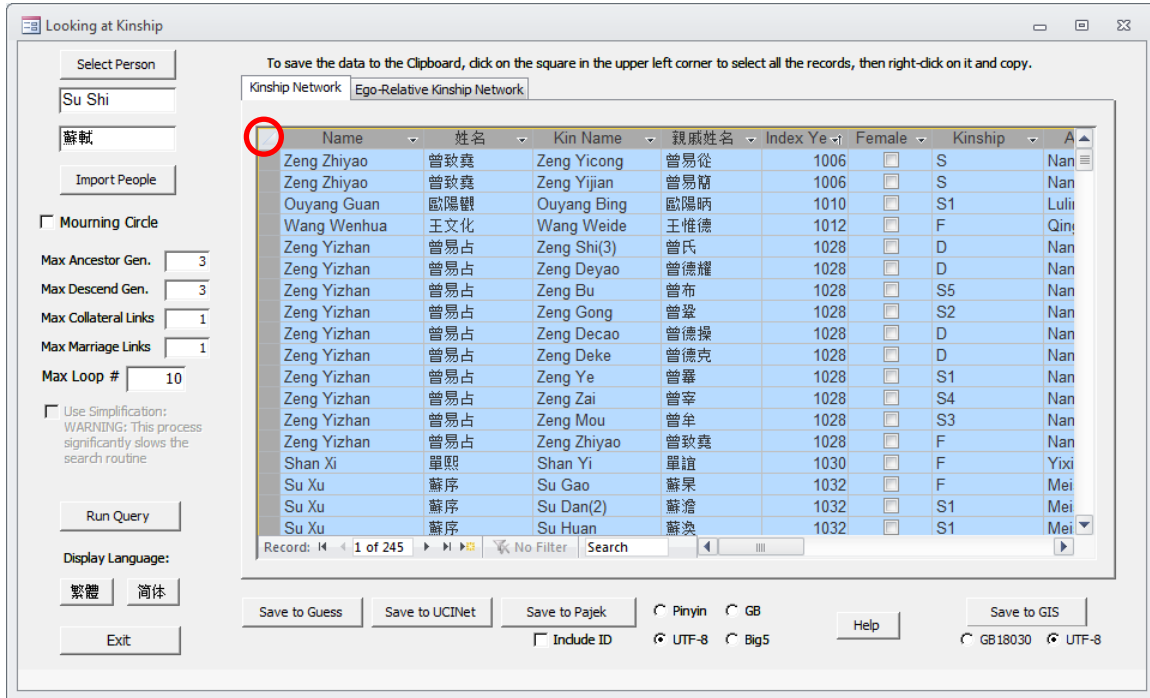 Looking at Kinship
Select Person
Su Shi
蘇軾
Import People
Mourning Circle
Max Ancestor Gen. 3
Max Descend Gen. 3
Max Collateral Links 1
Max Marriage Links 1
Max Loop # 10
Use Simplification:
WARNING: This process
significantly slows the
search routine
Run Query
Display Language:
繁體 简体
Exit
To save the data to the Clipboard, click on the square in the upper left corner to select all the records, then right-click on it and copy.
Kinship Network Ego-Relative Kinship Network
Name 姓名 Kin Name 親戚姓名 Index Ye Female Kinship A
Zeng Zhiyao 曾致堯 Zeng Yicong 曾易從 1006 S Nan
Zeng Zhiyao 曾致堯 Zeng Yijian 曾易簡 1006 S Nan
Ouyang Guan 歐陽觀 Ouyang Bing 歐陽昞 1010 S1 Luli
Wang Wenhua 王文化 Wang Weide 王惟德 1012 F Qing
Zeng Yizhan 曾易占 Zeng Shi(3) 曾氏 1028 D Nan
Zeng Yizhan 曾易占 Zeng Deyao 曾德耀 1028 D Nan
Zeng Yizhan 曾易占 Zeng Bu 曾布 1028 S5 Nan
Zeng Yizhan 曾易占 Zeng Gong 曾鞏 1028 S2 Nan
Zeng Yizhan 曾易占 Zeng Decao 曾德操 1028 D Nan
Zeng Yizhan 曾易占 Zeng Deke 曾德克 1028 D Nan
Zeng Yizhan 曾易占 Zeng Ye 曾曅 1028 S1 Nan
Zeng Yizhan 曾易占 Zeng Zai 曾宰 1028 S4 Nan
Zeng Yizhan 曾易占 Zeng Mou 曾牟 1028 S3 Nan
Zeng Yizhan 曾易占 Zeng Zhiyao 曾致堯 1028 F Nan
Shan Xi 單熙 Shan Yi 單誼 1030 F Yixi
Su Xu 蘇序 Su Gao 蘇杲 1032 F Mei
Su Xu 蘇序 Su Dan(2) 蘇澹 1032 S1 Mei
Su Xu 蘇序 Su Huan 蘇渙 1032 S1 Mei
Record: 1 of 245 No Filter Search
Save to Guess Save to UCINet Save to Pajek Pinyin GB Help Save to GIS
Include ID UTF-8 Big5 GB18030 UTF-8